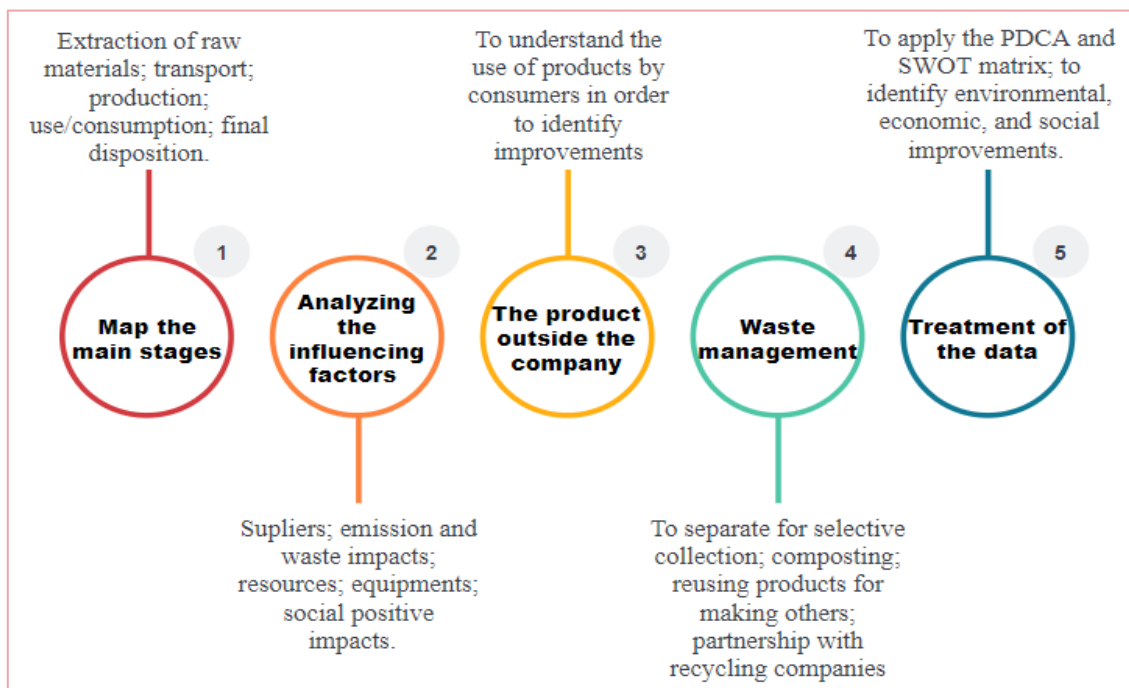 Extraction of raw
materials; transport;
production;
use/consumption; final
disposition.
1
Map the
main stages
2
Analyzing
the
influencing
factors
Supliers; emission and
waste impacts;
resources; equipments;
social positive
impacts.
To understand the
use of products by
consumers in order
to identify
improvements
3
The product
outside the
company
4
Waste
management
To separate for selective
collection; composting;
reusing products for
making others;
partnership with
recycling companies
To apply the PDCA and
SWOT matrix; to
identify environmental,
economic, and social
improvements.
5
Treatment of
the data